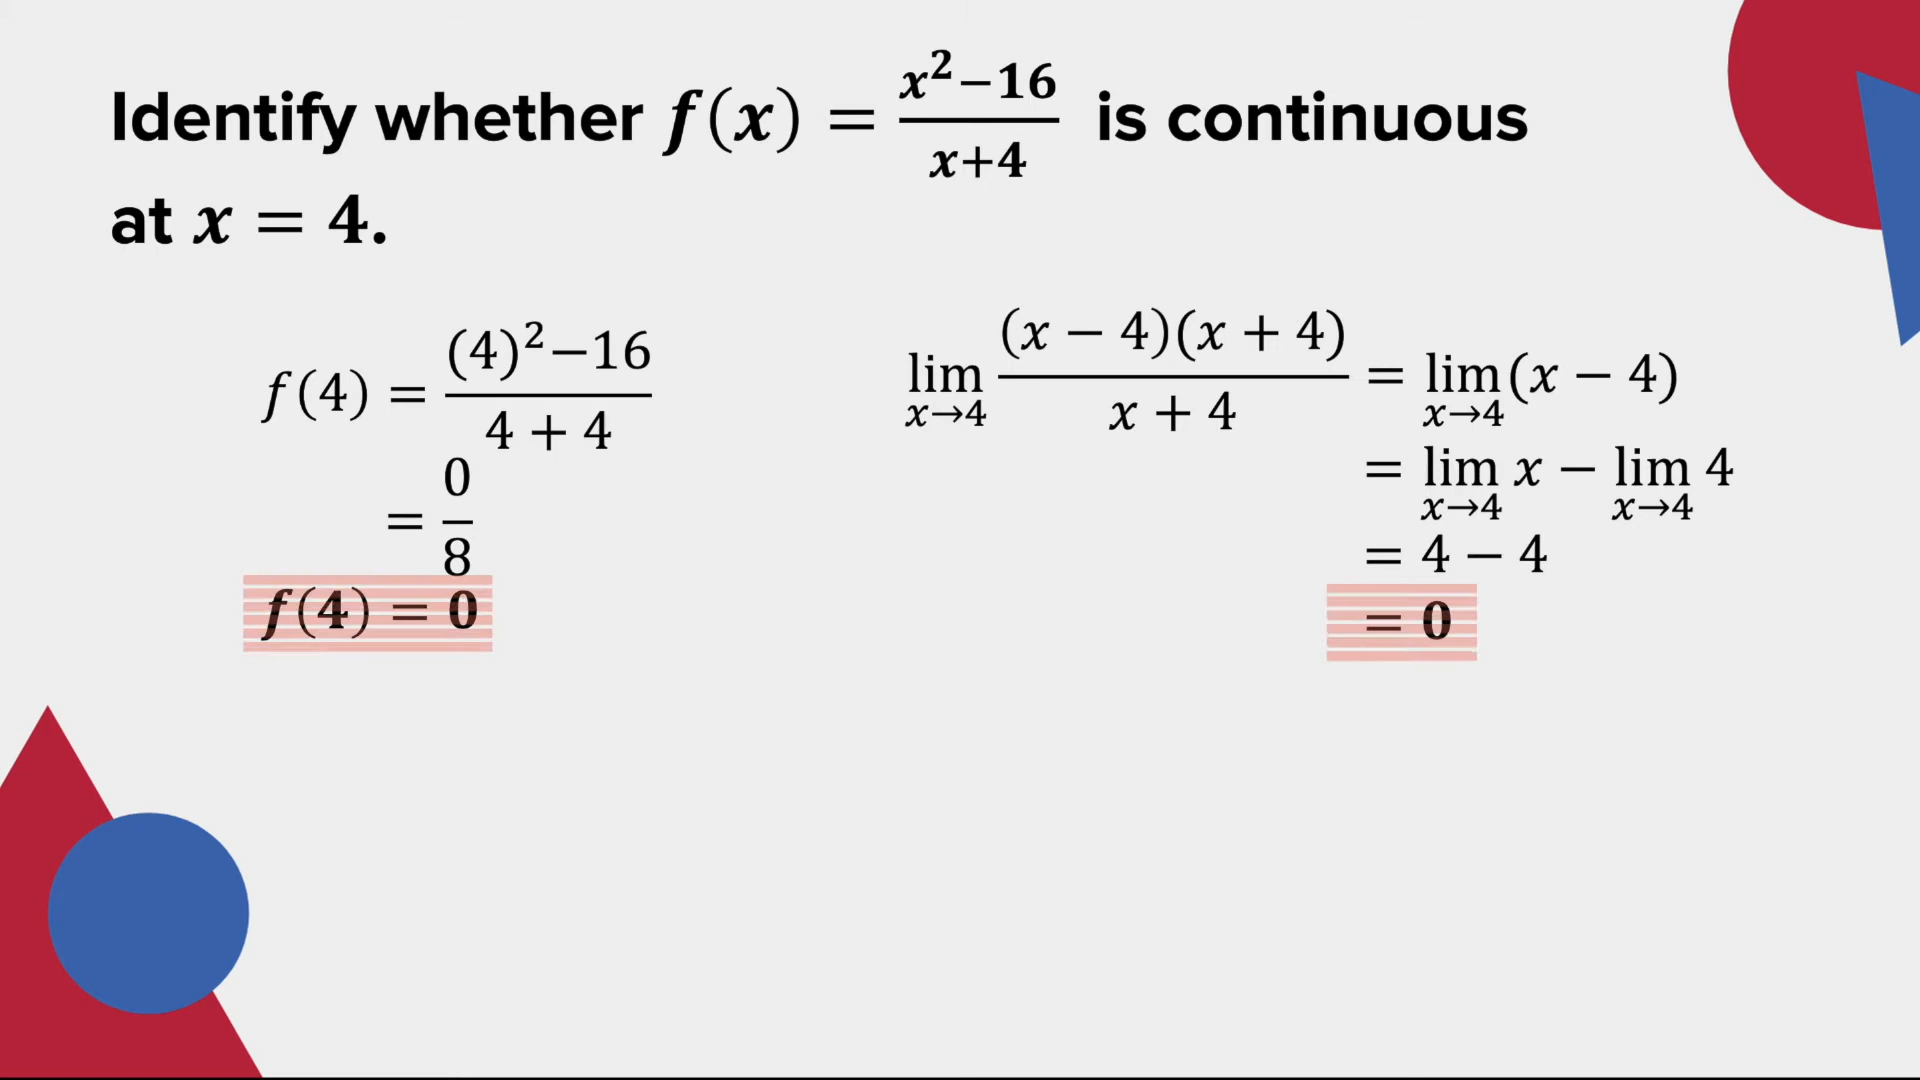 Identify whether f(x) = x²−16 / x+4 is continuous
at x = 4.
f(4) = (4)²−16 / 4 + 4
= 0 / 8
f(4) = 0
lim x→4 (x − 4)(x + 4) / x + 4 = lim x→4 (x − 4)
= lim x→4 x − lim x→4 4
= 4 − 4
= 0